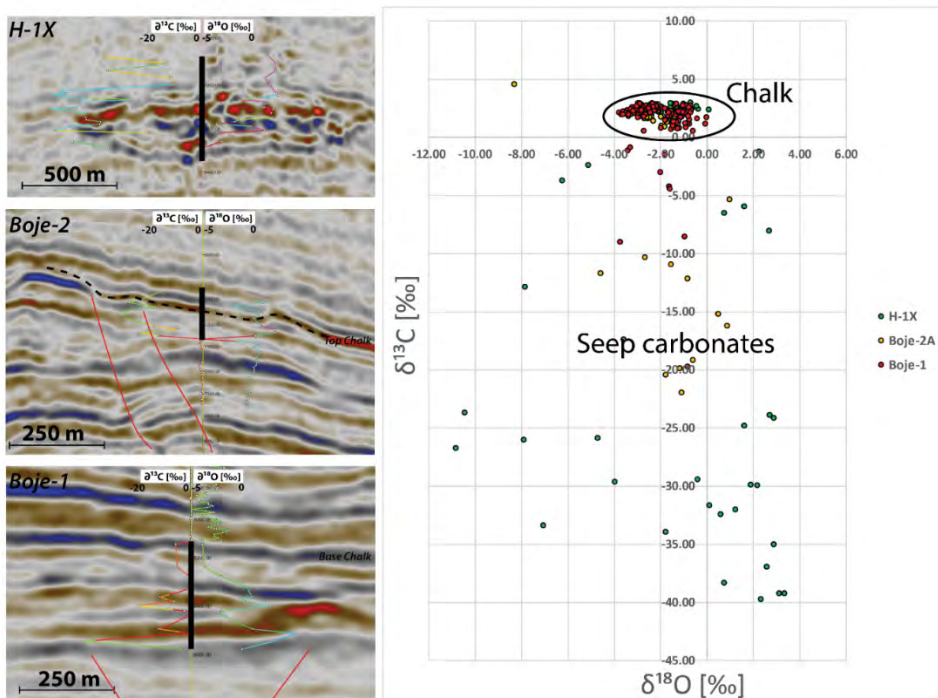 H-1X
∂¹³C [‰] ∂¹⁸O [‰]
-20 0 -5 0
500 m
Boje-2
∂¹³C [‰] ∂¹⁸O [‰]
-20 0 -5 0
Top Chalk
250 m
Boje-1
∂¹³C [‰] ∂¹⁸O [‰]
-20 0 -5 0
Base Chalk
250 m
10.00
5.00
Chalk
0.00
-12.00 -10.00 -8.00 -6.00 -4.00 -2.00 0.00 2.00 4.00 6.00
-5.00
-10.00
-15.00
Seep carbonates
-20.00
-25.00
-30.00
-35.00
-40.00
-45.00
δ¹³C [‰]
δ¹⁸O [‰]
H-1X
Boje-2A
Boje-1